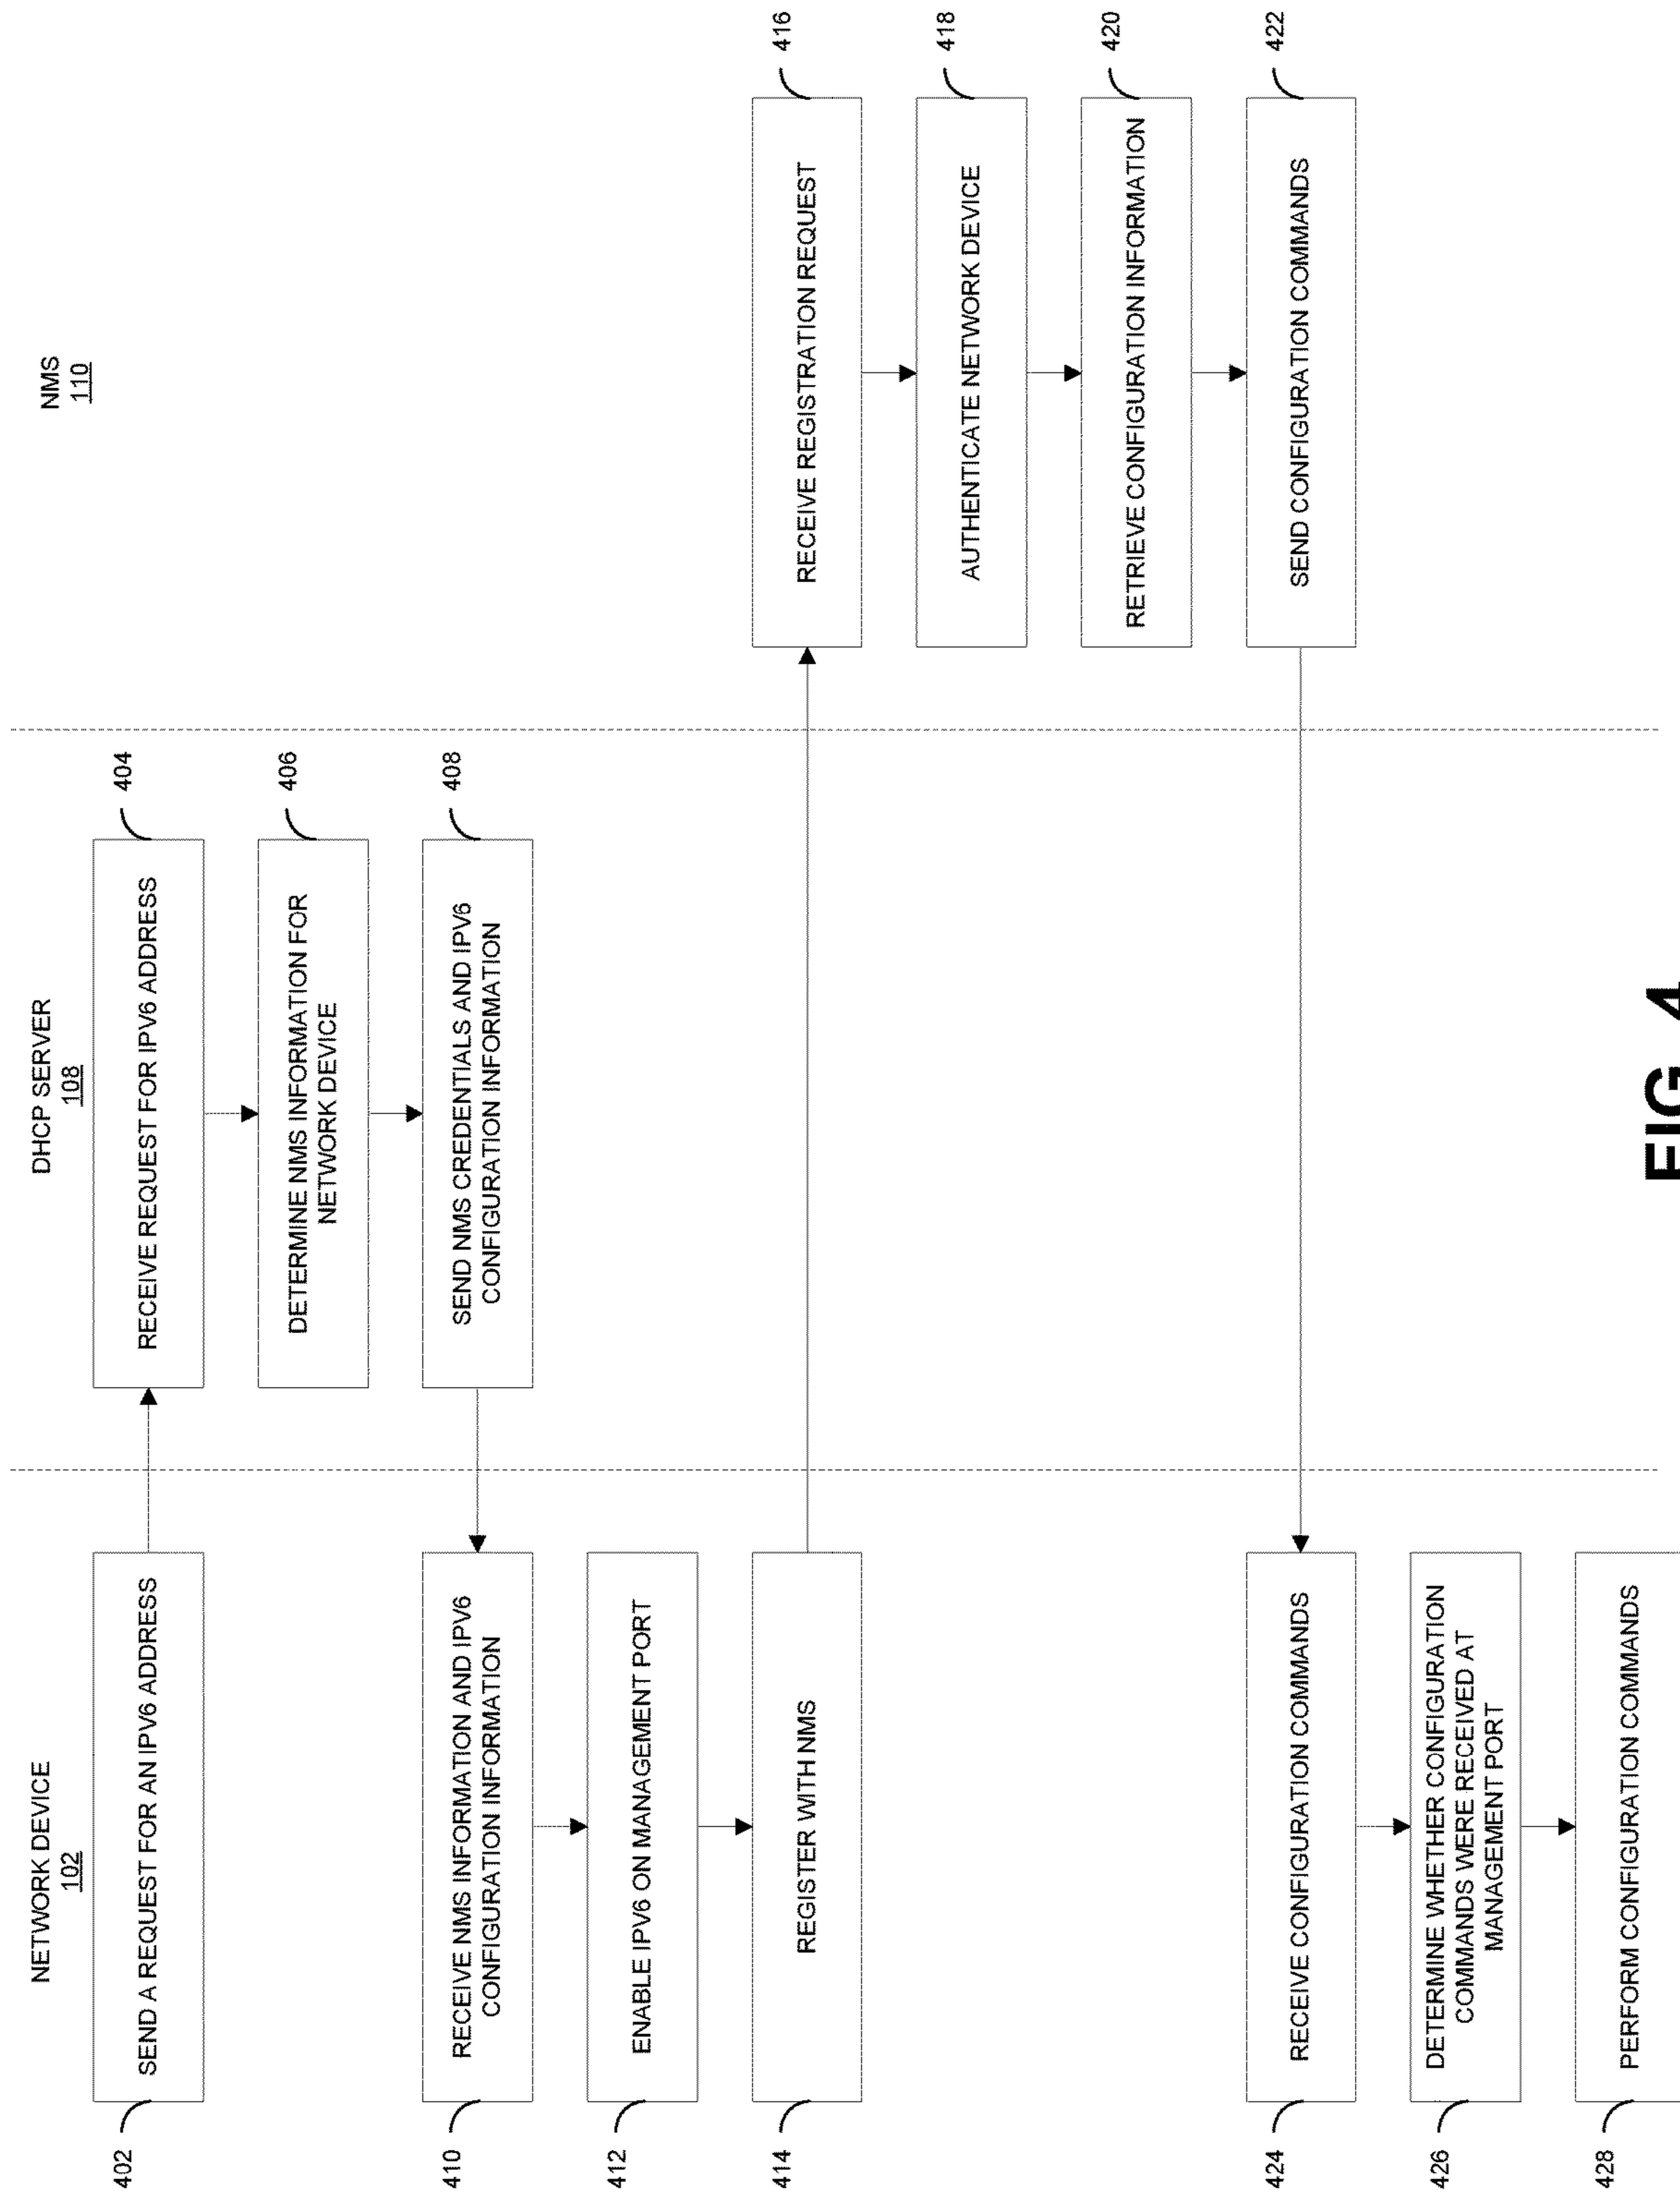 NETWORK DEVICE
102
DHCP SERVER
108
NMS
110
402
SEND A REQUEST FOR AN IPV6 ADDRESS
404
RECEIVE REQUEST FOR IPV6 ADDRESS
406
DETERMINE NMS INFORMATION FOR
NETWORK DEVICE
408
SEND NMS CREDENTIALS AND IPV6
CONFIGURATION INFORMATION
410
RECEIVE NMS INFORMATION AND IPV6
CONFIGURATION INFORMATION
412
ENABLE IPV6 ON MANAGEMENT PORT
414
REGISTER WITH NMS
416
RECEIVE REGISTRATION REQUEST
418
AUTHENTICATE NETWORK DEVICE
420
RETRIEVE CONFIGURATION INFORMATION
422
SEND CONFIGURATION COMMANDS
424
RECEIVE CONFIGURATION COMMANDS
426
DETERMINE WHETHER CONFIGURATION
COMMANDS WERE RECEIVED AT
MANAGEMENT PORT
428
PERFORM CONFIGURATION COMMANDS
FIG. 4